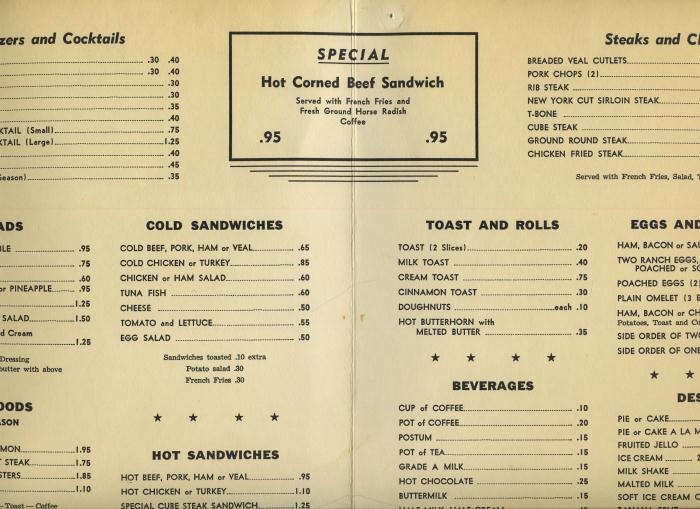 zers and Cocktails
.30 .40
.30 .40
.30
.30
.35
.40
KTAIL (Small) .75
KTAIL (Large) 1.25
.40
.45
Season) .35
SPECIAL
Hot Corned Beef Sandwich
Served with French Fries and
Fresh Ground Horse Radish
Coffee
.95 .95
Steaks and C
BREADED VEAL CUTLETS
PORK CHOPS (2)
RIB STEAK
NEW YORK CUT SIRLOIN STEAK
T-BONE
CUBE STEAK
GROUND ROUND STEAK
CHICKEN FRIED STEAK
Served with French Fries, Salad, T
ADS
ILE .95
.75
.60
or PINEAPPLE .95
1.25
SALAD 1.50
d Cream
1.25
Dressing
butter with above
OODS
ASON
MON 1.95
T STEAK 1.75
STERS 1.85
1.10
—Toast — Coffee
COLD SANDWICHES
COLD BEEF, PORK, HAM or VEAL .65
COLD CHICKEN or TURKEY .85
CHICKEN or HAM SALAD .60
TUNA FISH .60
CHEESE .50
TOMATO and LETTUCE .55
EGG SALAD .50
Sandwiches toasted .10 extra
Potato salad .30
French Fries .30
HOT SANDWICHES
HOT BEEF, PORK, HAM or VEAL .95
HOT CHICKEN or TURKEY 1.10
SPECIAL CUBE STEAK SANDWICH 1.25
TOAST AND ROLLS
TOAST (2 Slices) .20
MILK TOAST .40
CREAM TOAST .75
CINNAMON TOAST .30
DOUGHNUTS each .10
HOT BUTTERHORN with
MELTED BUTTER .35
BEVERAGES
CUP of COFFEE .10
POT of COFFEE .20
POSTUM .15
POT of TEA .15
GRADE A MILK .15
HOT CHOCOLATE .25
BUTTERMILK .15
HALF MILK HALF CREAM
EGGS AND
HAM, BACON or SAU
TWO RANCH EGGS,
POACHED or SC
POACHED EGGS (2)
PLAIN OMELET (3 E
HAM, BACON or CH
Potatoes, Toast and Co
SIDE ORDER OF TWO
SIDE ORDER OF ONE
DES
PIE or CAKE
PIE or CAKE A LA M
FRUITED JELLO
ICE CREAM 2
MILK SHAKE
MALTED MILK
SOFT ICE CREAM C
BANANA SPLIT